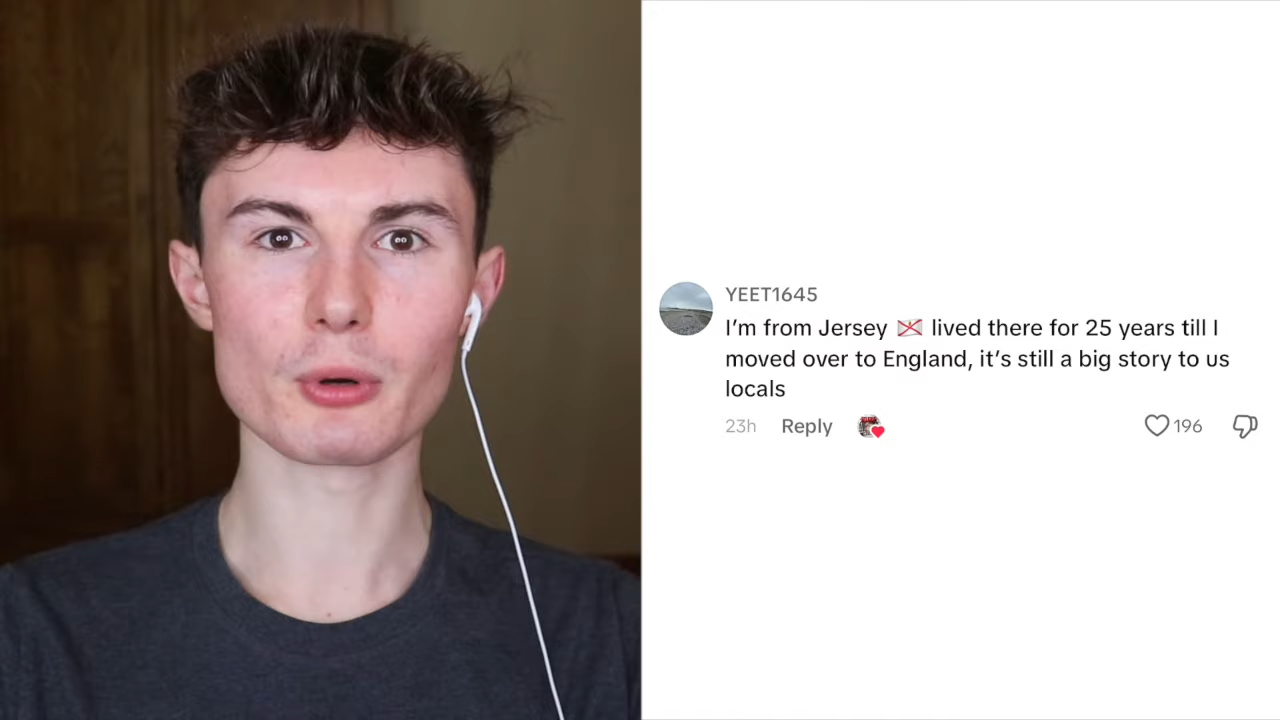 YEET1645
I'm from Jersey 🇯🇪 lived there for 25 years till I
moved over to England, it's still a big story to us
locals
23h Reply 196